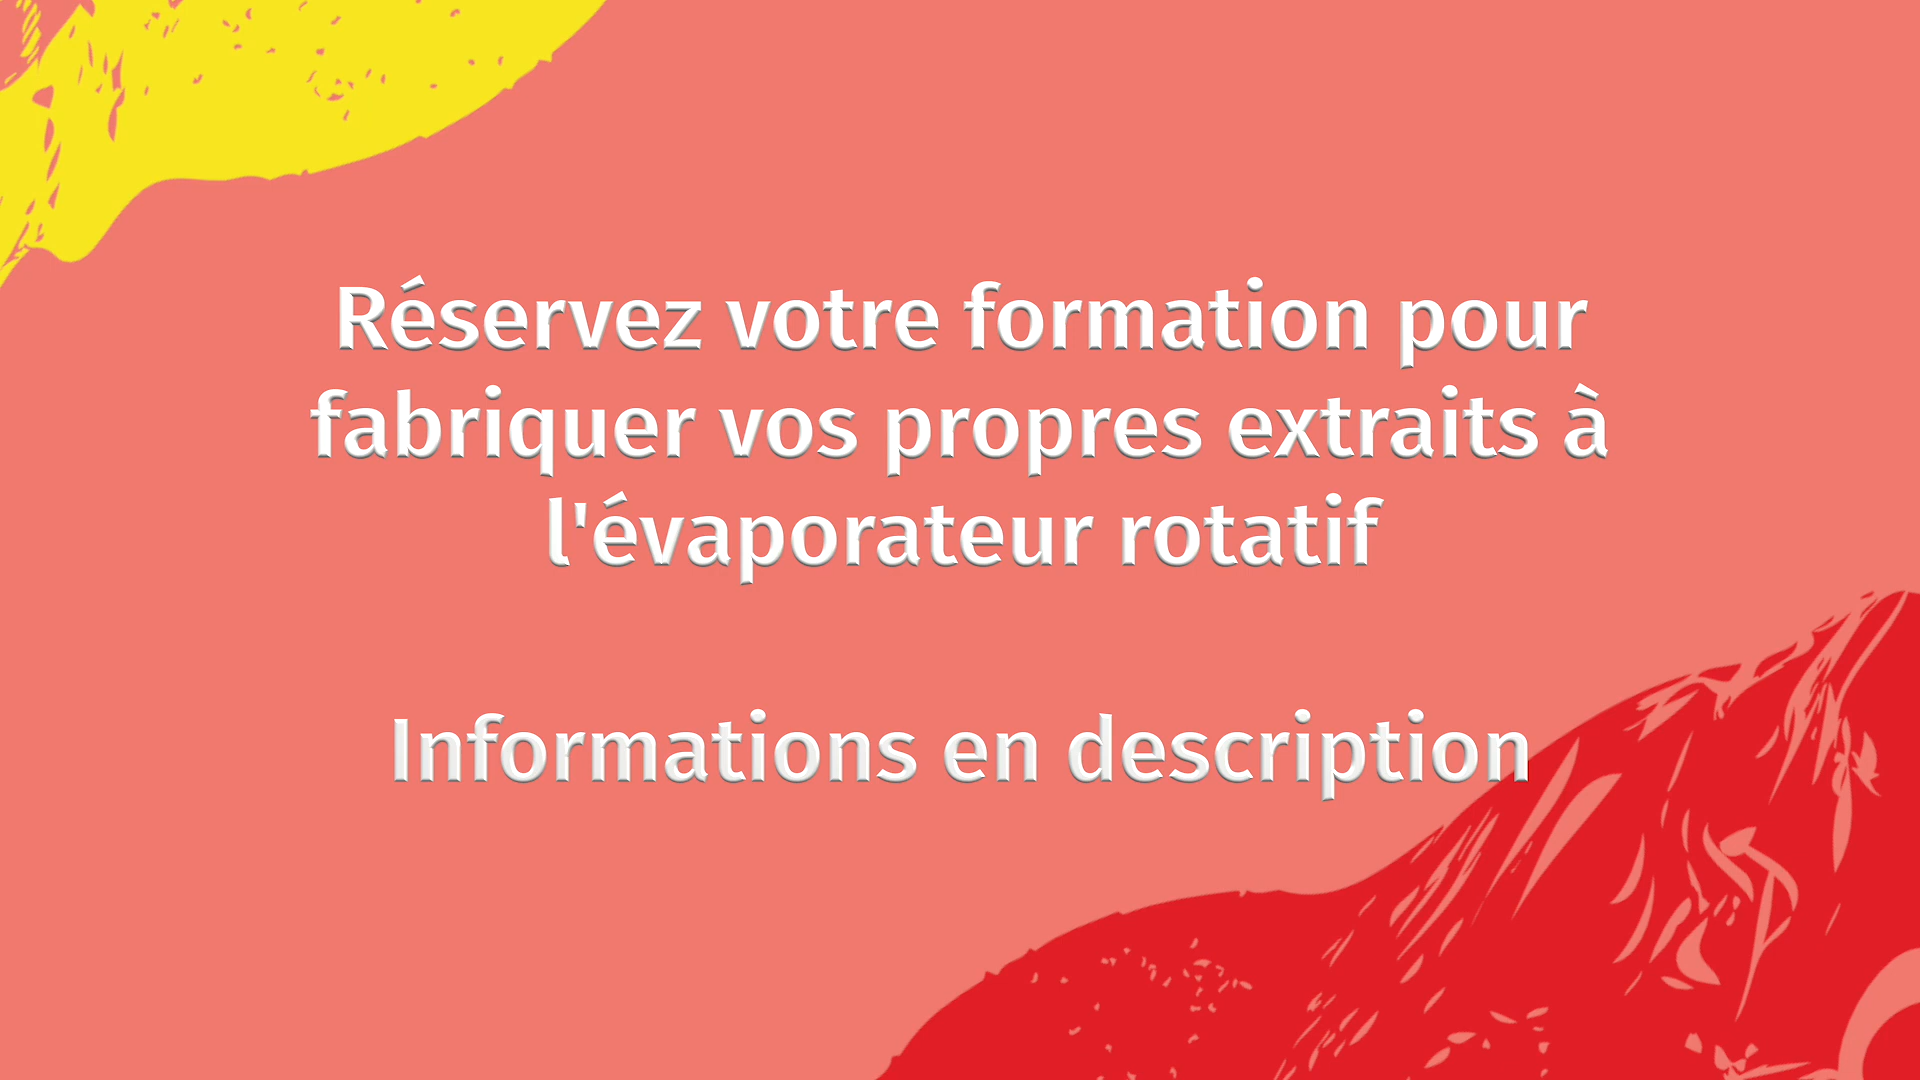 Réservez votre formation pour
fabriquer vos propres extraits à
l'évaporateur rotatif
Informations en description